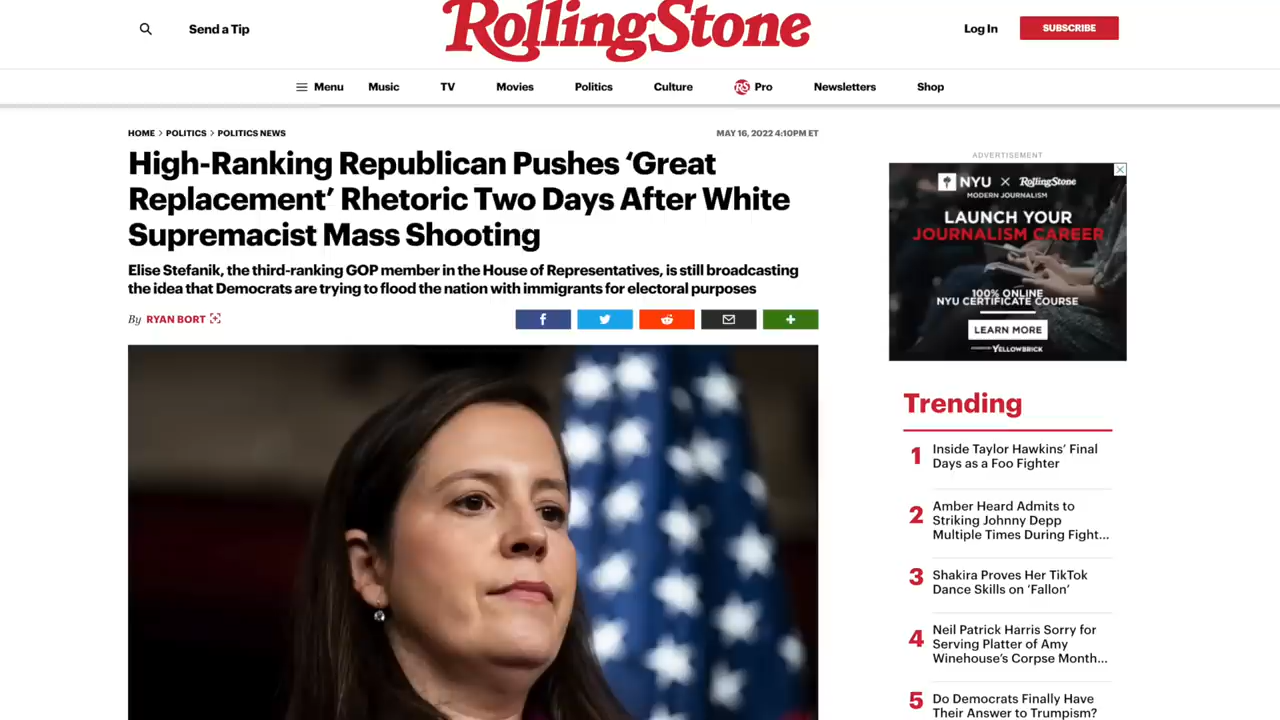 Send a Tip
RollingStone
Log In
SUBSCRIBE
Menu
Music
TV
Movies
Politics
Culture
RS Pro
Newsletters
Shop
HOME > POLITICS > POLITICS NEWS
MAY 16, 2022 4:10PM ET
High-Ranking Republican Pushes ‘Great
Replacement’ Rhetoric Two Days After White
Supremacist Mass Shooting
Elise Stefanik, the third-ranking GOP member in the House of Representatives, is still broadcasting
the idea that Democrats are trying to flood the nation with immigrants for electoral purposes
By RYAN BORT
ADVERTISEMENT
NYU × RollingStone
MODERN JOURNALISM
LAUNCH YOUR
JOURNALISM CAREER
100% ONLINE
NYU CERTIFICATE COURSE
LEARN MORE
YELLOWBRICK
Trending
1 Inside Taylor Hawkins’ Final
Days as a Foo Fighter
2 Amber Heard Admits to
Striking Johnny Depp
Multiple Times During Fight...
3 Shakira Proves Her TikTok
Dance Skills on ‘Fallon’
4 Neil Patrick Harris Sorry for
Serving Platter of Amy
Winehouse’s Corpse Month...
5 Do Democrats Finally Have
Their Answer to Trumpism?